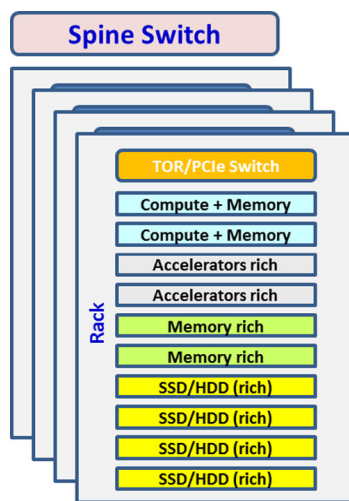 Spine Switch
TOR/PCIe Switch
Compute + Memory
Compute + Memory
Accelerators rich
Accelerators rich
Rack
Memory rich
Memory rich
SSD/HDD (rich)
SSD/HDD (rich)
SSD/HDD (rich)
SSD/HDD (rich)